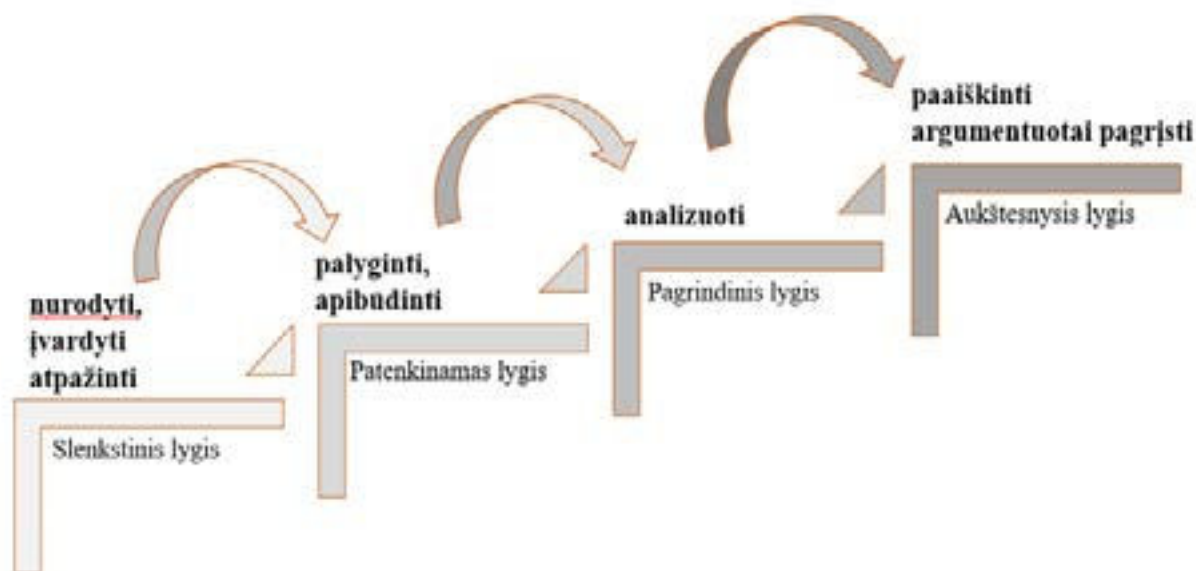 nurodyti,
įvardyti
atpažinti
Slenkstinis lygis
palyginti,
apibūdinti
Patenkinamas lygis
analizuoti
Pagrindinis lygis
paaiškinti
argumentuotai pagrįsti
Aukštesnysis lygis